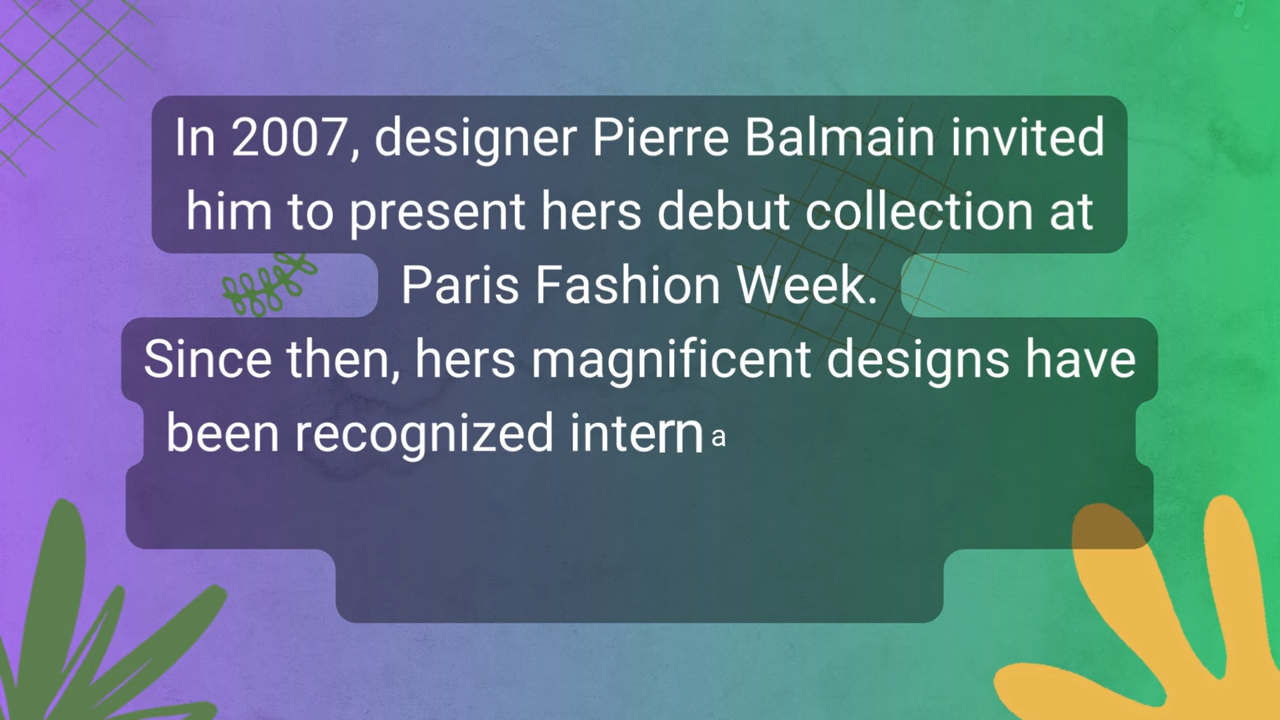 In 2007, designer Pierre Balmain invited
him to present hers debut collection at
Paris Fashion Week.
Since then, hers magnificent designs have
been recognized interna